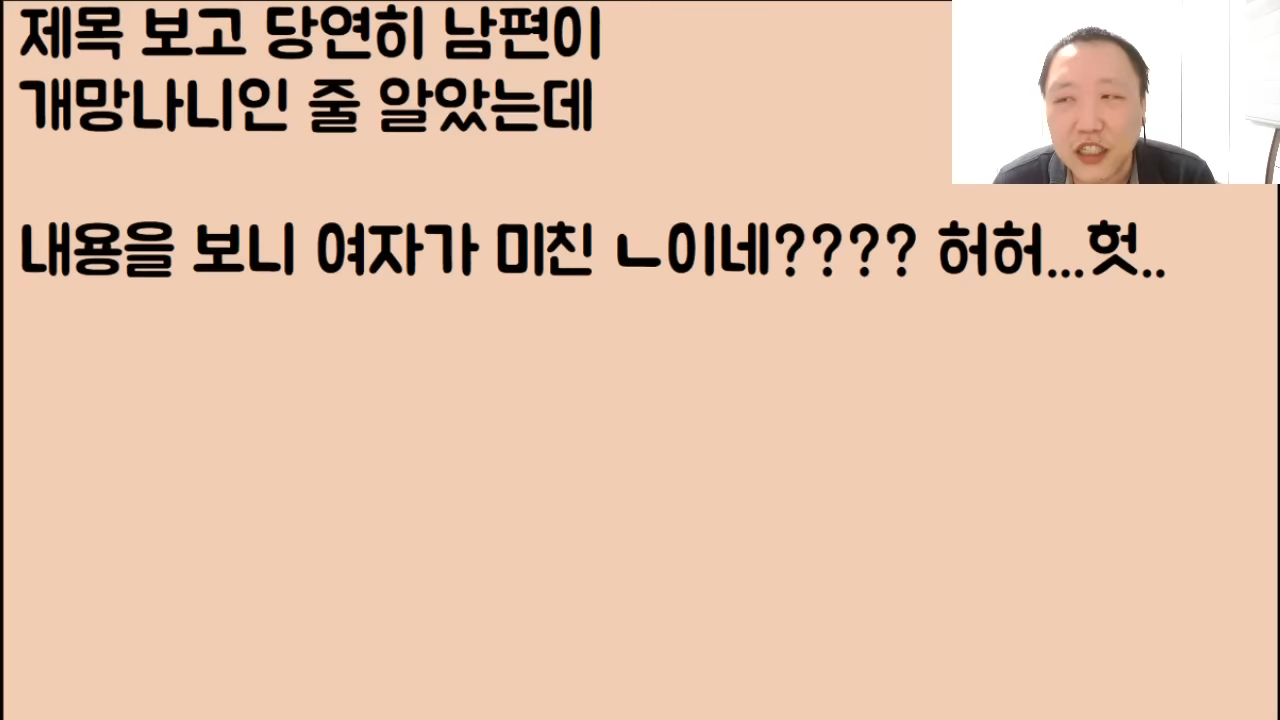 제목 보고 당연히 남편이
개망나니인 줄 알았는데
내용을 보니 여자가 미친 ㄴ이네???? 허허...헛..